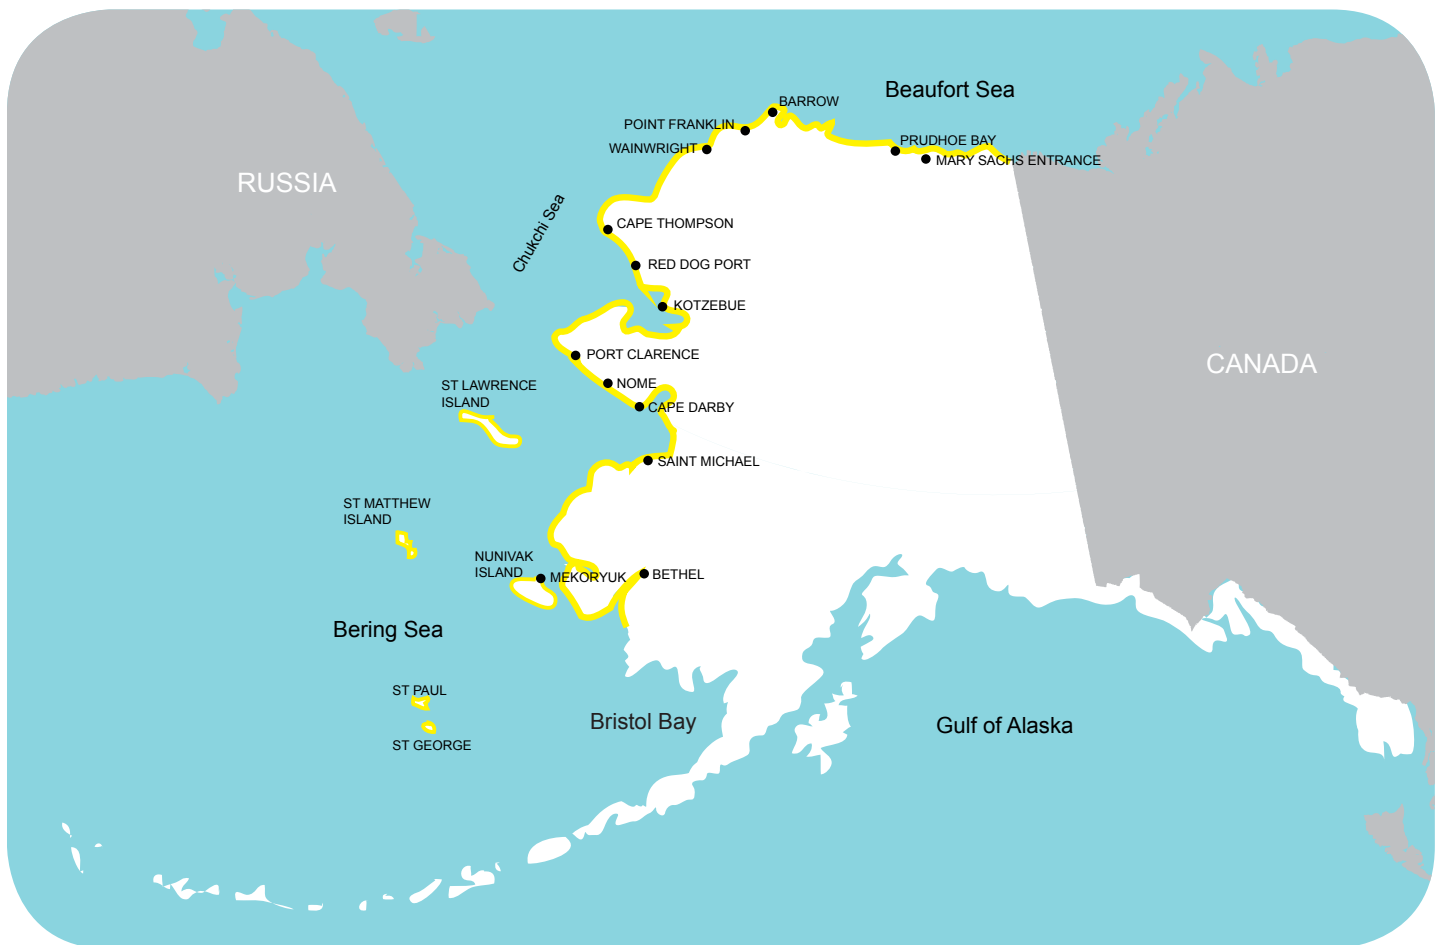 Beaufort Sea
BARROW
POINT FRANKLIN
WAINWRIGHT
PRUDHOE BAY
MARY SACHS ENTRANCE
RUSSIA
Chukchi Sea
CAPE THOMPSON
RED DOG PORT
KOTZEBUE
PORT CLARENCE
CANADA
NOME
ST LAWRENCE
ISLAND
CAPE DARBY
SAINT MICHAEL
ST MATTHEW
ISLAND
NUNIVAK
ISLAND
MEKORYUK
BETHEL
Bering Sea
ST PAUL
ST GEORGE
Bristol Bay
Gulf of Alaska